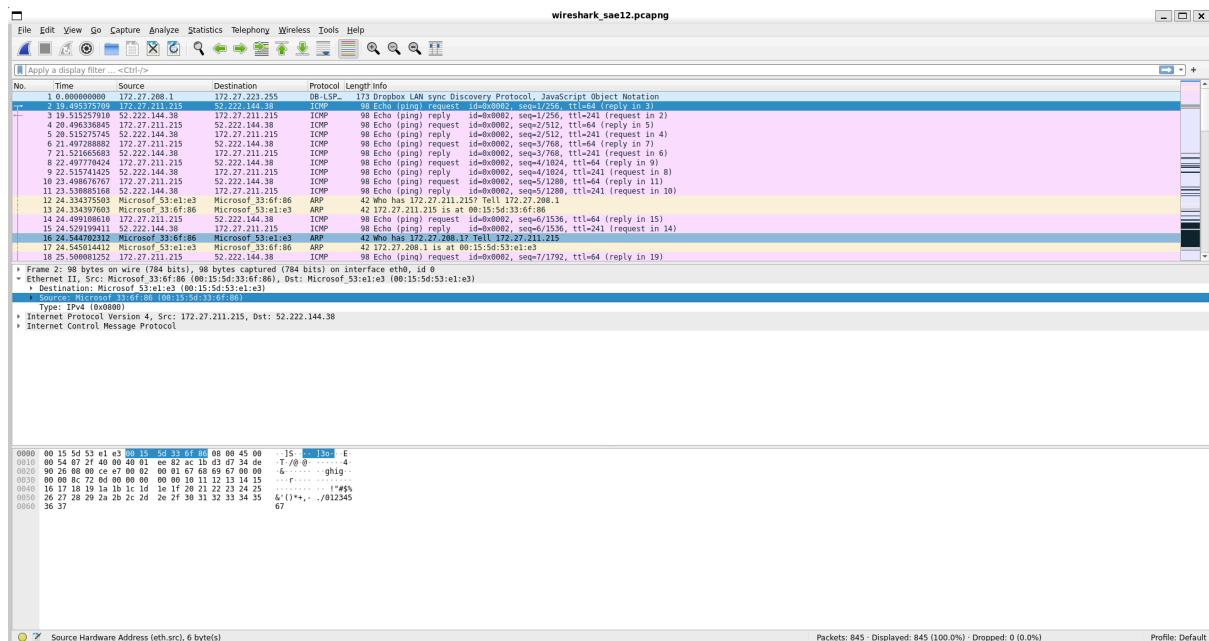 wireshark_sae12.pcapng
File Edit View Go Capture Analyze Statistics Telephony Wireless Tools Help
Apply a display filter ... <Ctrl-/>
No. Time Source Destination Protocol Length Info
1 0.000000000 172.27.208.1 172.27.223.255 DB-LSP… 173 Dropbox LAN sync Discovery Protocol, JavaScript Object Notation
2 19.495375709 172.27.211.215 52.222.144.38 ICMP 98 Echo (ping) request id=0x0002, seq=1/256, ttl=64 (reply in 3)
3 19.515257910 52.222.144.38 172.27.211.215 ICMP 98 Echo (ping) reply id=0x0002, seq=1/256, ttl=241 (request in 2)
4 20.496336845 172.27.211.215 52.222.144.38 ICMP 98 Echo (ping) request id=0x0002, seq=2/512, ttl=64 (reply in 5)
5 20.515275745 52.222.144.38 172.27.211.215 ICMP 98 Echo (ping) reply id=0x0002, seq=2/512, ttl=241 (request in 4)
6 21.497288882 172.27.211.215 52.222.144.38 ICMP 98 Echo (ping) request id=0x0002, seq=3/768, ttl=64 (reply in 7)
7 21.521665683 52.222.144.38 172.27.211.215 ICMP 98 Echo (ping) reply id=0x0002, seq=3/768, ttl=241 (request in 6)
8 22.497770424 172.27.211.215 52.222.144.38 ICMP 98 Echo (ping) request id=0x0002, seq=4/1024, ttl=64 (reply in 9)
9 22.515741425 52.222.144.38 172.27.211.215 ICMP 98 Echo (ping) reply id=0x0002, seq=4/1024, ttl=241 (request in 8)
10 23.498676767 172.27.211.215 52.222.144.38 ICMP 98 Echo (ping) request id=0x0002, seq=5/1280, ttl=64 (reply in 11)
11 23.530885168 52.222.144.38 172.27.211.215 ICMP 98 Echo (ping) reply id=0x0002, seq=5/1280, ttl=241 (request in 10)
12 24.334375503 Microsof_53:e1:e3 Microsof_33:6f:86 ARP 42 Who has 172.27.211.215? Tell 172.27.208.1
13 24.334397603 Microsof_33:6f:86 Microsof_53:e1:e3 ARP 42 172.27.211.215 is at 00:15:5d:33:6f:86
14 24.499108610 172.27.211.215 52.222.144.38 ICMP 98 Echo (ping) request id=0x0002, seq=6/1536, ttl=64 (reply in 15)
15 24.529199411 52.222.144.38 172.27.211.215 ICMP 98 Echo (ping) reply id=0x0002, seq=6/1536, ttl=241 (request in 14)
16 24.544702312 Microsof_33:6f:86 Microsof_53:e1:e3 ARP 42 Who has 172.27.208.1? Tell 172.27.211.215
17 24.545014412 Microsof_53:e1:e3 Microsof_33:6f:86 ARP 42 172.27.208.1 is at 00:15:5d:53:e1:e3
18 25.500081252 172.27.211.215 52.222.144.38 ICMP 98 Echo (ping) request id=0x0002, seq=7/1792, ttl=64 (reply in 19)
Frame 2: 98 bytes on wire (784 bits), 98 bytes captured (784 bits) on interface eth0, id 0
Ethernet II, Src: Microsof_33:6f:86 (00:15:5d:33:6f:86), Dst: Microsof_53:e1:e3 (00:15:5d:53:e1:e3)
Destination: Microsof_53:e1:e3 (00:15:5d:53:e1:e3)
Source: Microsof_33:6f:86 (00:15:5d:33:6f:86)
Type: IPv4 (0x0800)
Internet Protocol Version 4, Src: 172.27.211.215, Dst: 52.222.144.38
Internet Control Message Protocol
0000 00 15 5d 53 e1 e3 00 15 5d 33 6f 86 08 00 45 00 ··]S···· ]3o···E·
0010 00 54 07 2f 40 00 40 01 ee 82 ac 1b d3 d7 34 de ·T·/@·@· ······4·
0020 90 26 08 00 ce e7 00 02 00 01 67 68 69 67 00 00 ·&······ ··ghig··
0030 00 00 8c 72 0d 00 00 00 00 00 10 11 12 13 14 15 ···r···· ········
0040 16 17 18 19 1a 1b 1c 1d 1e 1f 20 21 22 23 24 25 ········ ·· !"#$%
0050 26 27 28 29 2a 2b 2c 2d 2e 2f 30 31 32 33 34 35 &'()*+,- ./012345
0060 36 37 67
Source Hardware Address (eth.src), 6 byte(s) Packets: 845 · Displayed: 845 (100.0%) · Dropped: 0 (0.0%) Profile: Default